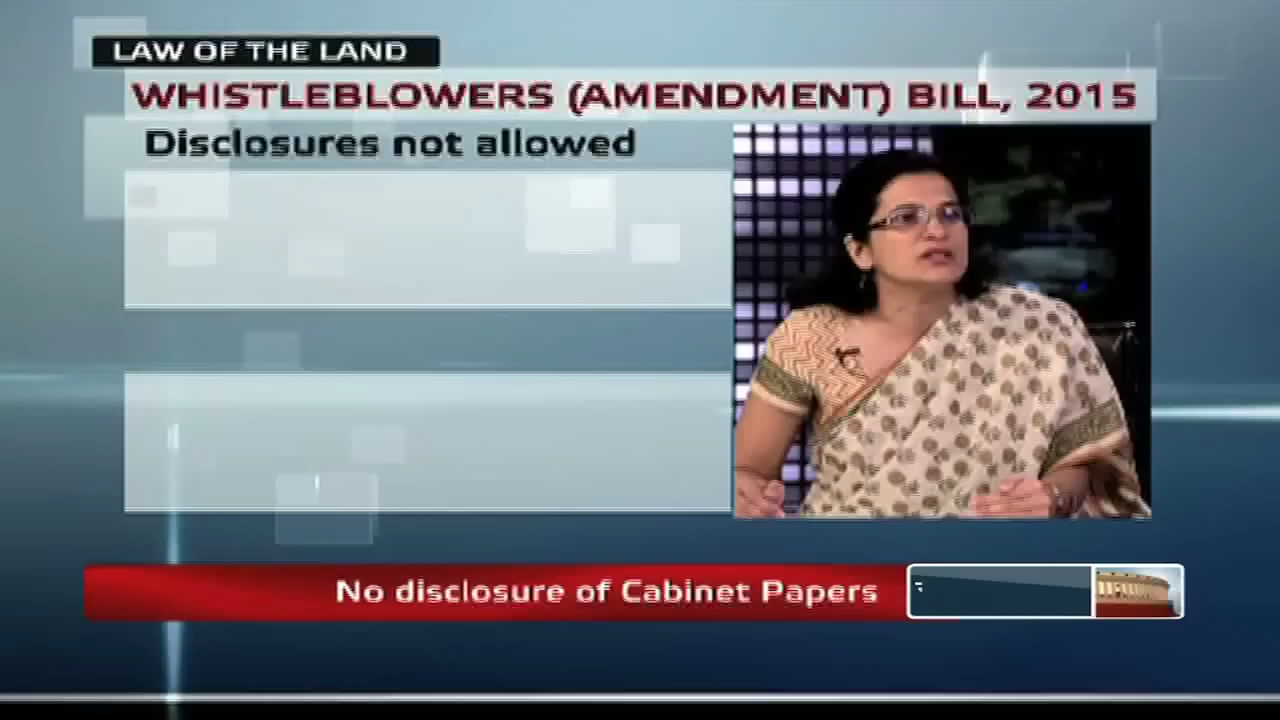 LAW OF THE LAND
WHISTLEBLOWERS (AMENDMENT) BILL, 2015
Disclosures not allowed
No disclosure of Cabinet Papers